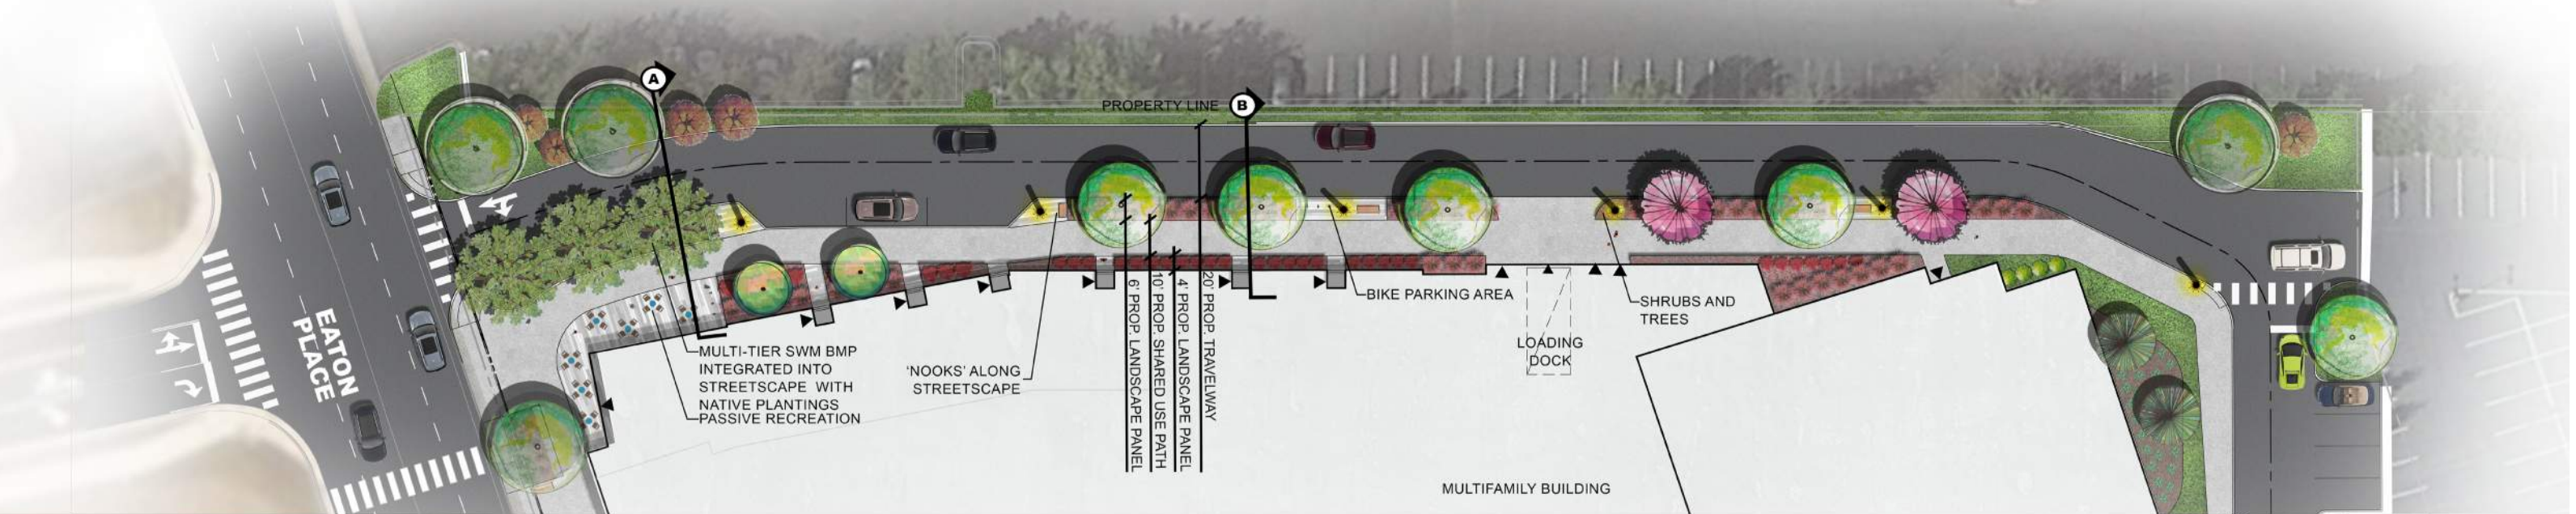 A
PROPERTY LINE
B
EATON
PLACE
MULTI-TIER SWM BMP
INTEGRATED INTO
STREETSCAPE WITH
NATIVE PLANTINGS
PASSIVE RECREATION
'NOOKS' ALONG
STREETSCAPE
6' PROP. LANDSCAPE PANEL
10' PROP. SHARED USE PATH
4' PROP. LANDSCAPE PANEL
20' PROP. TRAVELWAY
BIKE PARKING AREA
LOADING
DOCK
SHRUBS AND
TREES
MULTIFAMILY BUILDING